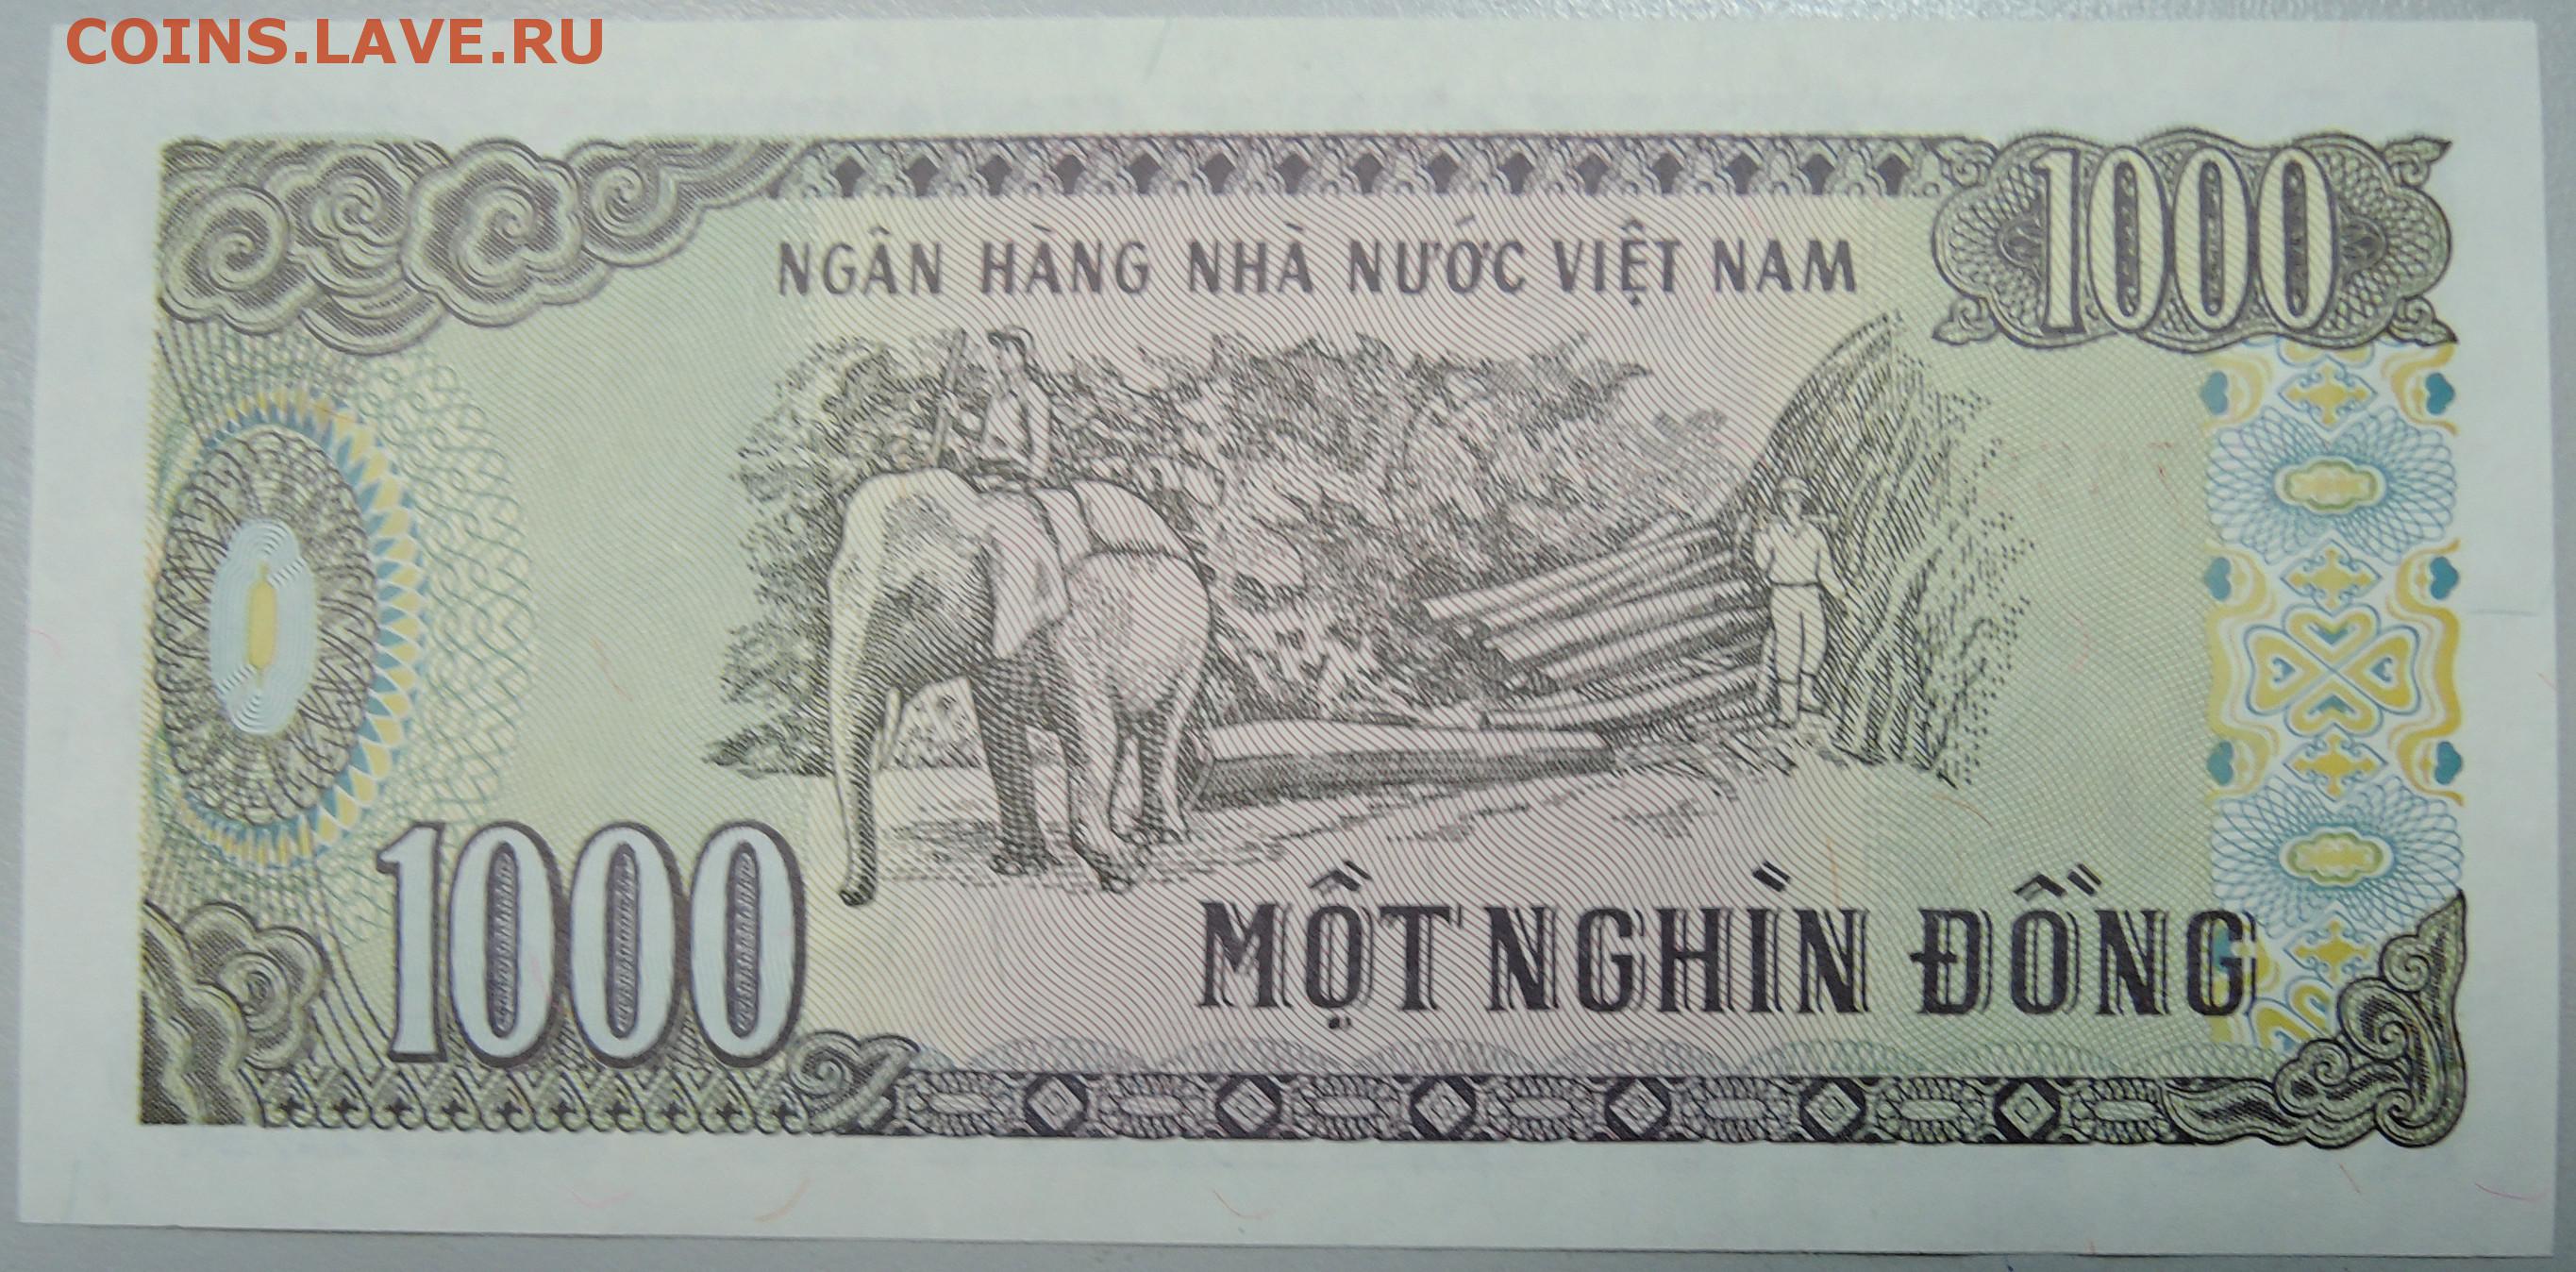 COINS.LAVE.RU
1000
NGÂN HÀNG NHÀ NƯỚC VIỆT NAM
1000
MỘT NGHÌN ĐỒNG